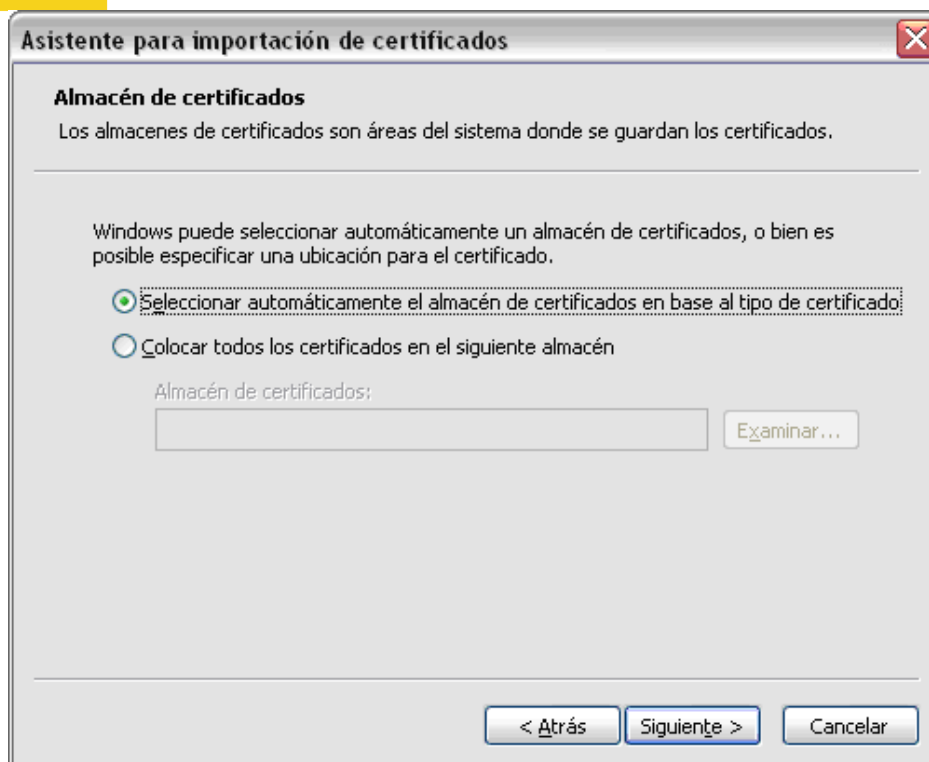 Asistente para importación de certificados
Almacén de certificados
Los almacenes de certificados son áreas del sistema donde se guardan los certificados.
Windows puede seleccionar automáticamente un almacén de certificados, o bien es
posible especificar una ubicación para el certificado.
Seleccionar automáticamente el almacén de certificados en base al tipo de certificado
Colocar todos los certificados en el siguiente almacén
Almacén de certificados:
Examinar...
< Atrás Siguiente > Cancelar